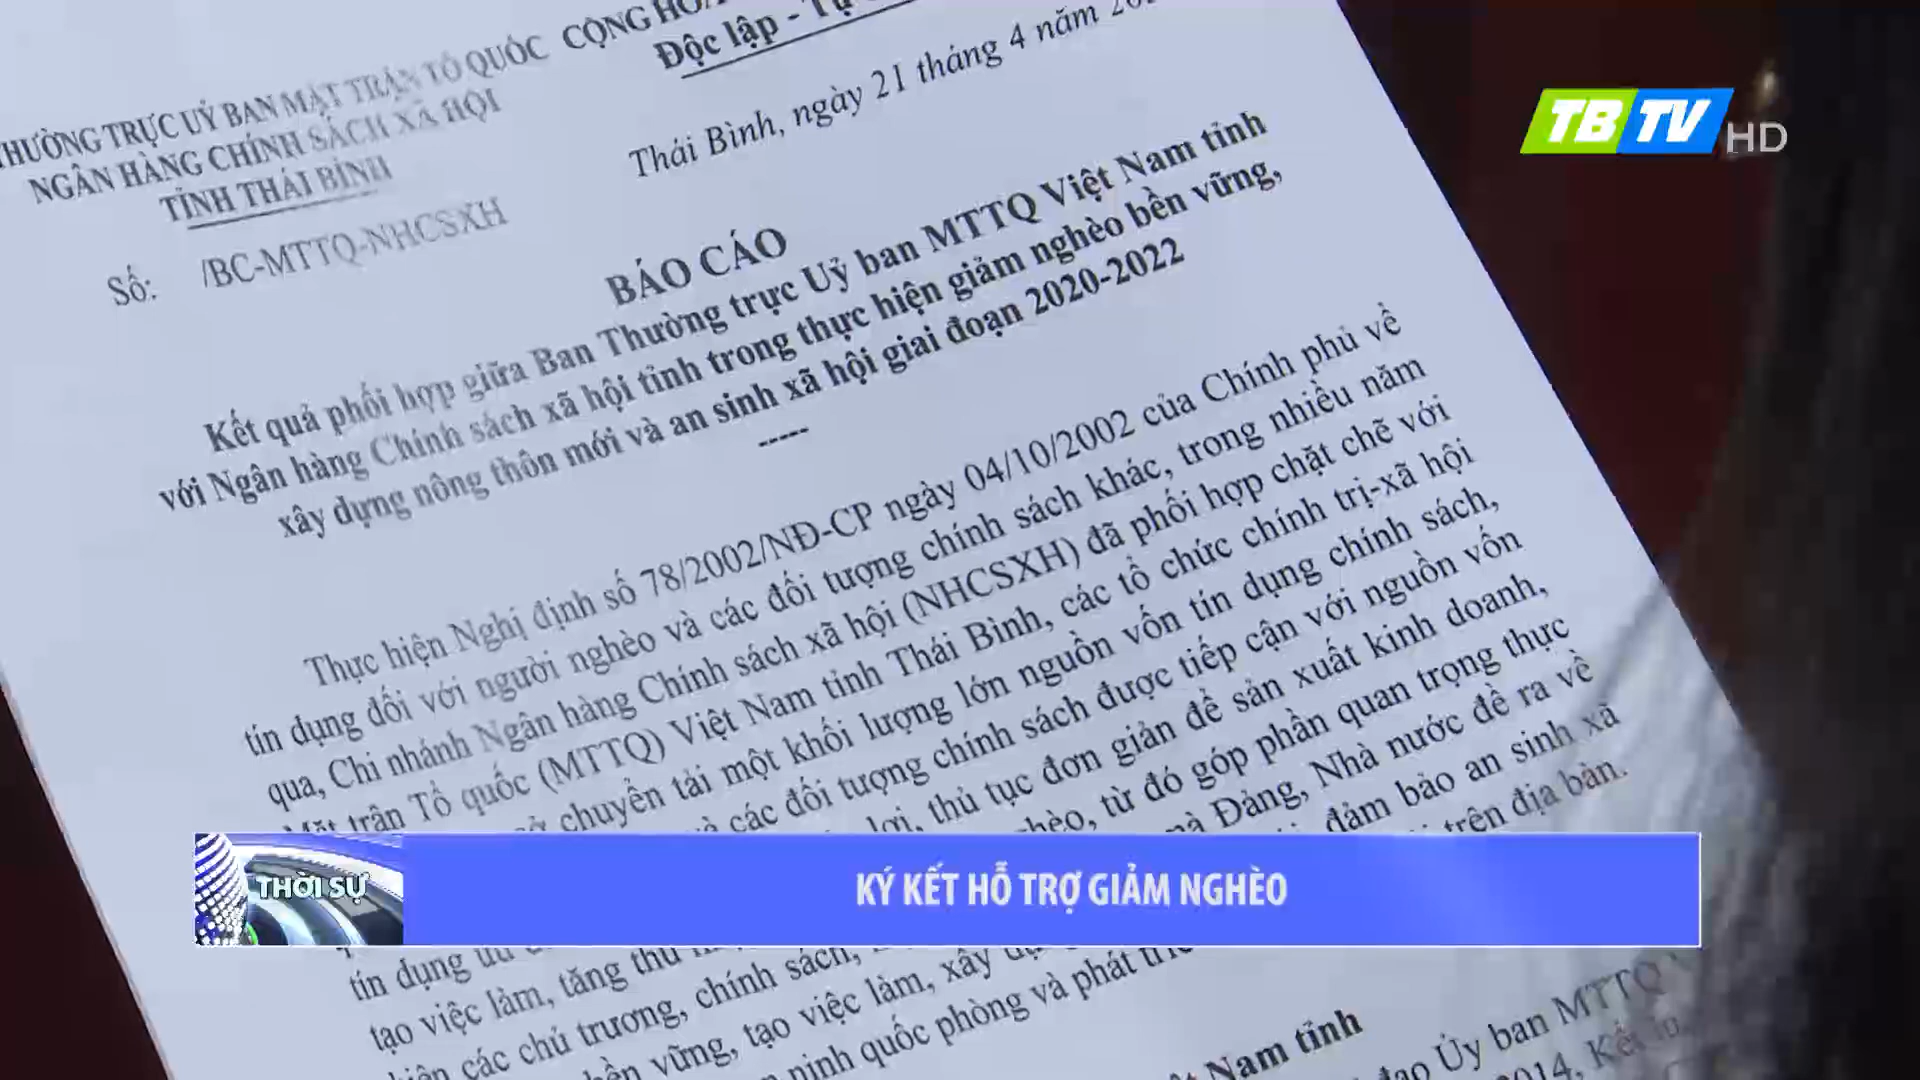 THƯỜNG TRỰC UỶ BAN MẶT TRẬN TỔ QUỐC
NGÂN HÀNG CHÍNH SÁCH XÃ HỘI
TỈNH THÁI BÌNH
Số: /BC-MTTQ-NHCSXH
CỘNG
Độc lập -
Thái Bình, ngày 21 tháng 4 năm
TBTV HD
BÁO CÁO
Kết quả phối hợp giữa Ban Thường trực Uỷ ban MTTQ Việt Nam tỉnh
với Ngân hàng Chính sách xã hội tỉnh trong thực hiện giảm nghèo bền vững,
xây dựng nông thôn mới và an sinh xã hội giai đoạn 2020-2022
-----
Thực hiện Nghị định số 78/2002/NĐ-CP ngày 04/10/2002 của Chính phủ về
tín dụng đối với người nghèo và các đối tượng chính sách khác, trong nhiều năm
qua, Chi nhánh Ngân hàng Chính sách xã hội (NHCSXH) đã phối hợp chặt chẽ với
Mặt trận Tổ quốc (MTTQ) Việt Nam tỉnh Thái Bình, các tổ chức chính trị-xã hội
chuyển tải một khối lượng lớn nguồn vốn tín dụng chính sách,
các đối tượng chính sách được tiếp cận với nguồn vốn
lợi, thủ tục đơn giản để sản xuất kinh doanh,
từ đó góp phần quan trọng thực
mà Đảng, Nhà nước đề ra về
đảm bảo an sinh xã
trên địa bàn.
THỜI SỰ
KÝ KẾT HỖ TRỢ GIẢM NGHÈO
tín dụng
tạo việc làm, tăng thu
các chủ trương, chính sách,
vững, tạo việc làm, xây
ninh quốc phòng và phát
Nam tỉnh
đạo Ủy ban MTTQ
2014, Kết